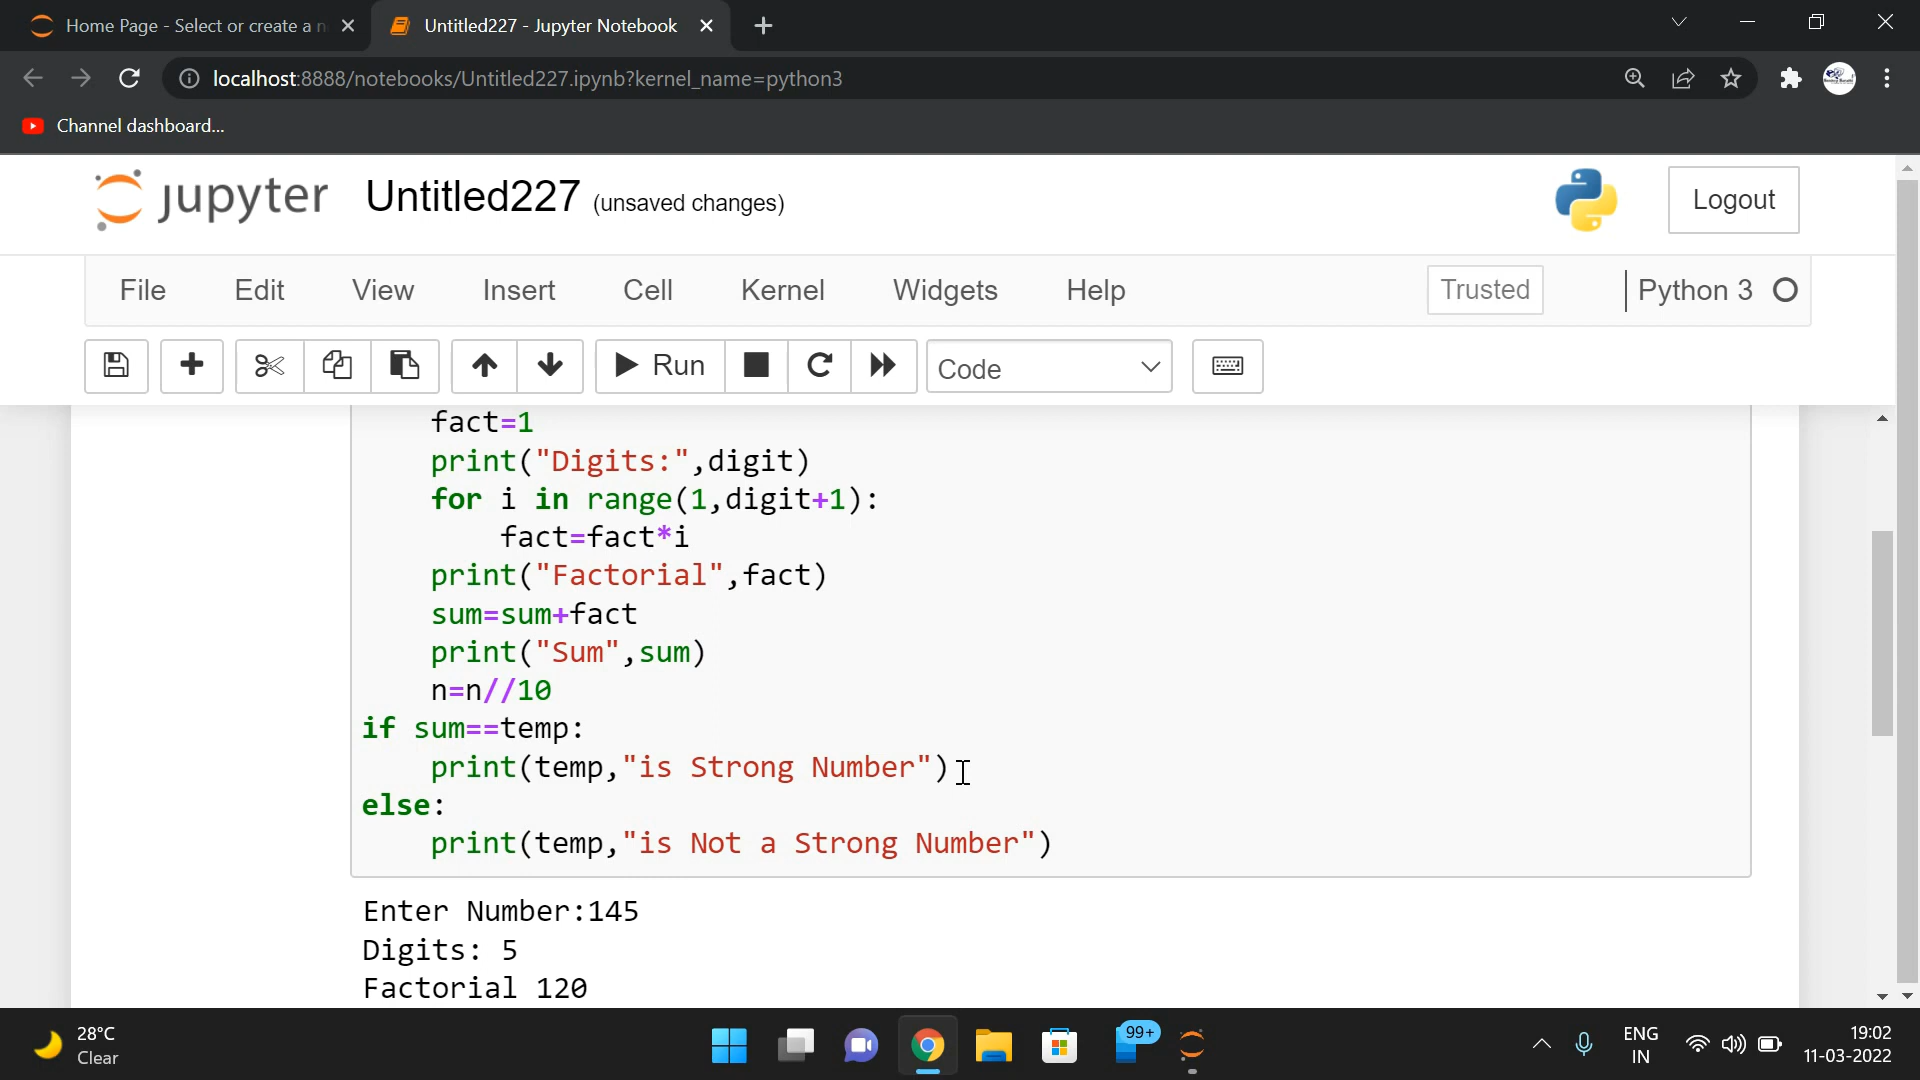 Home Page - Select or create a n
Untitled227 - Jupyter Notebook
localhost:8888/notebooks/Untitled227.ipynb?kernel_name=python3
Channel dashboard...
jupyter
Untitled227 (unsaved changes)
Logout
File Edit View Insert Cell Kernel Widgets Help
Trusted
Python 3
Run
Code
fact=1
print("Digits:",digit)
for i in range(1,digit+1):
fact=fact*i
print("Factorial",fact)
sum=sum+fact
print("Sum",sum)
n=n//10
if sum==temp:
print(temp,"is Strong Number")
else:
print(temp,"is Not a Strong Number")
Enter Number:145
Digits: 5
Factorial 120
28°C
Clear
99+
ENG
IN
19:02
11-03-2022